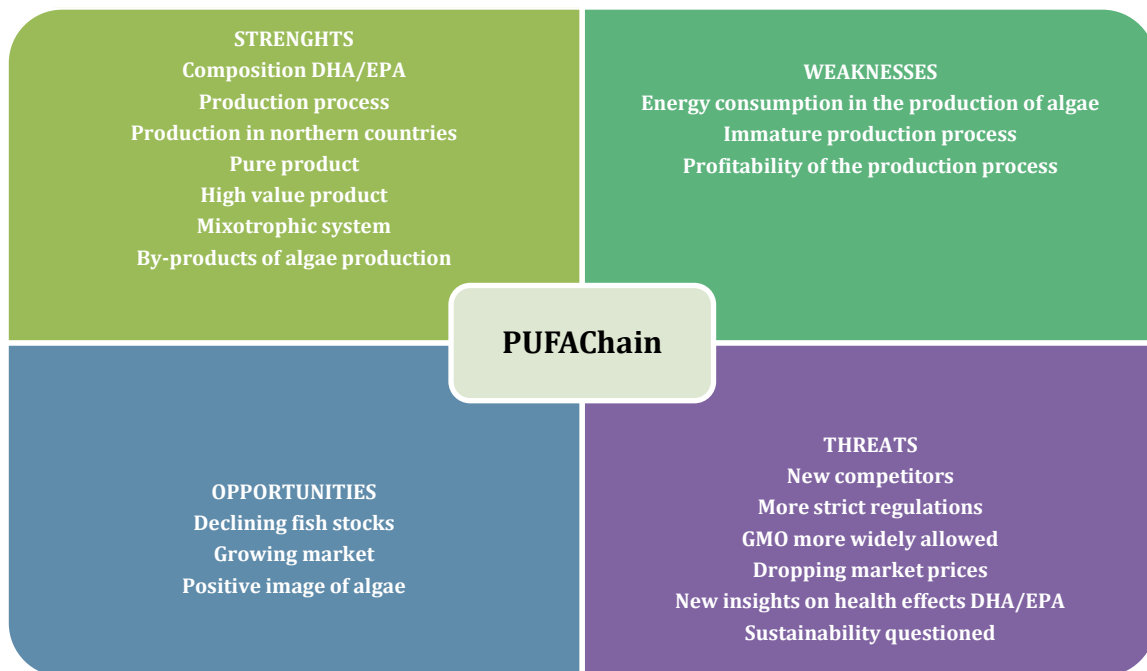 STRENGHTS
Composition DHA/EPA
Production process
Production in northern countries
Pure product
High value product
Mixotrophic system
By-products of algae production
WEAKNESSES
Energy consumption in the production of algae
Immature production process
Profitability of the production process
PUFAChain
OPPORTUNITIES
Declining fish stocks
Growing market
Positive image of algae
THREATS
New competitors
More strict regulations
GMO more widely allowed
Dropping market prices
New insights on health effects DHA/EPA
Sustainability questioned